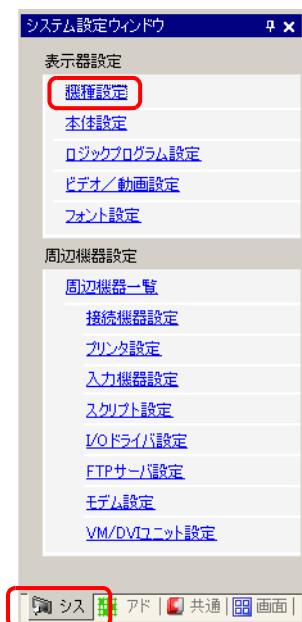 システム設定ウィンドウ
表示器設定
機種設定
本体設定
ロジックプログラム設定
ビデオ／動画設定
フォント設定
周辺機器設定
周辺機器一覧
接続機器設定
プリンタ設定
入力機器設定
スクリプト設定
I/Oドライバ設定
FTPサーバ設定
モデム設定
VM/DVIユニット設定
シス アド 共通 画面